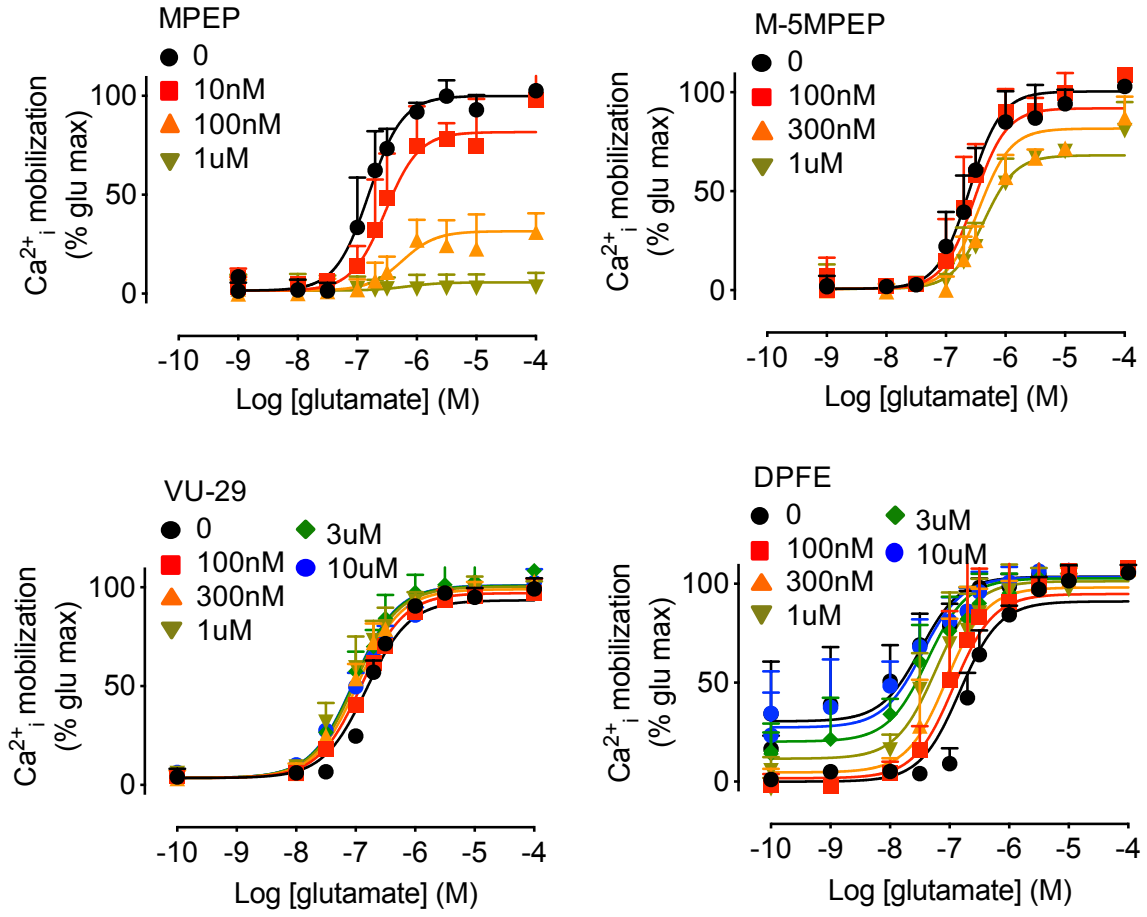 MPEP
0
10nM
100nM
1uM
Ca²⁺ᵢ mobilization
(% glu max)
100
50
0
-10 -9 -8 -7 -6 -5 -4
Log [glutamate] (M)
M-5MPEP
0
100nM
300nM
1uM
Ca²⁺ᵢ mobilization
(% glu max)
100
50
0
-10 -9 -8 -7 -6 -5 -4
Log [glutamate] (M)
VU-29
0 3uM
100nM 10uM
300nM
1uM
Ca²⁺ᵢ mobilization
(% glu max)
100
50
0
-10 -9 -8 -7 -6 -5 -4
Log [glutamate] (M)
DPFE
0 3uM
100nM 10uM
300nM
1uM
Ca²⁺ᵢ mobilization
(% glu max)
100
50
0
-10 -9 -8 -7 -6 -5 -4
Log [glutamate] (M)